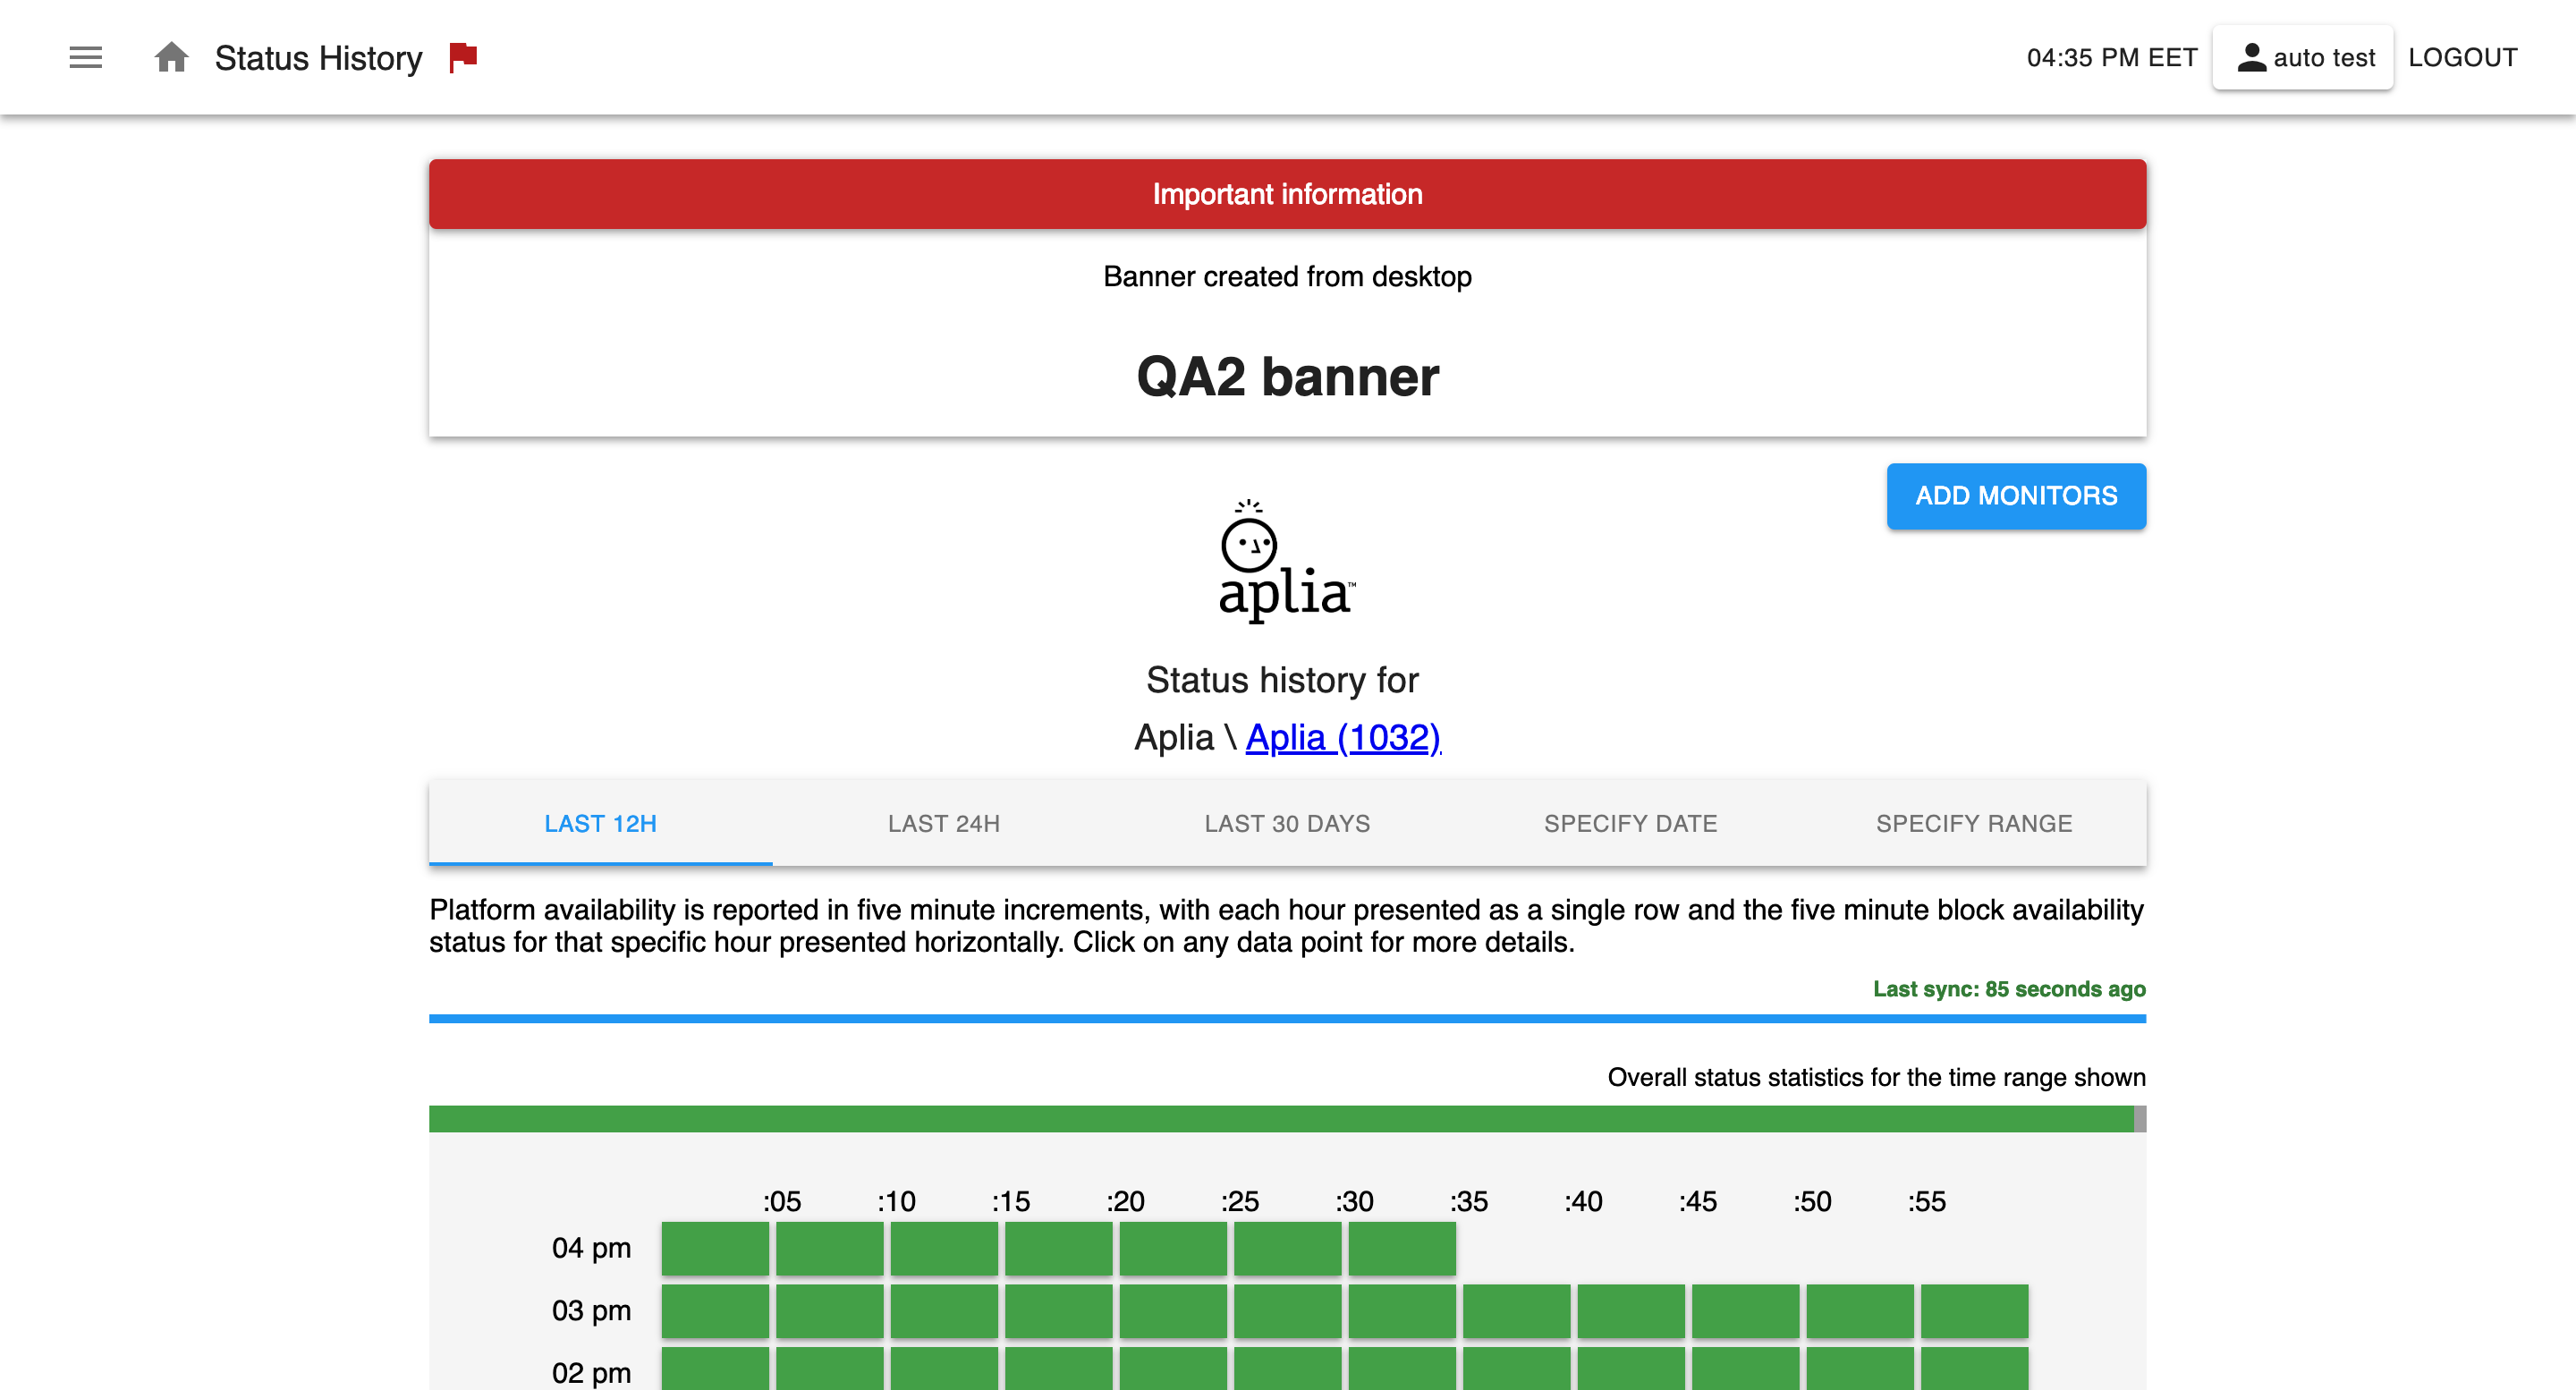 Status History
04:35 PM EET
auto test
LOGOUT
Important information
Banner created from desktop
QA2 banner
ADD MONITORS
aplia™
Status history for
Aplia \ Aplia (1032)
LAST 12H
LAST 24H
LAST 30 DAYS
SPECIFY DATE
SPECIFY RANGE
Platform availability is reported in five minute increments, with each hour presented as a single row and the five minute block availability
status for that specific hour presented horizontally. Click on any data point for more details.
Last sync: 85 seconds ago
Overall status statistics for the time range shown
:05 :10 :15 :20 :25 :30 :35 :40 :45 :50 :55
04 pm
03 pm
02 pm